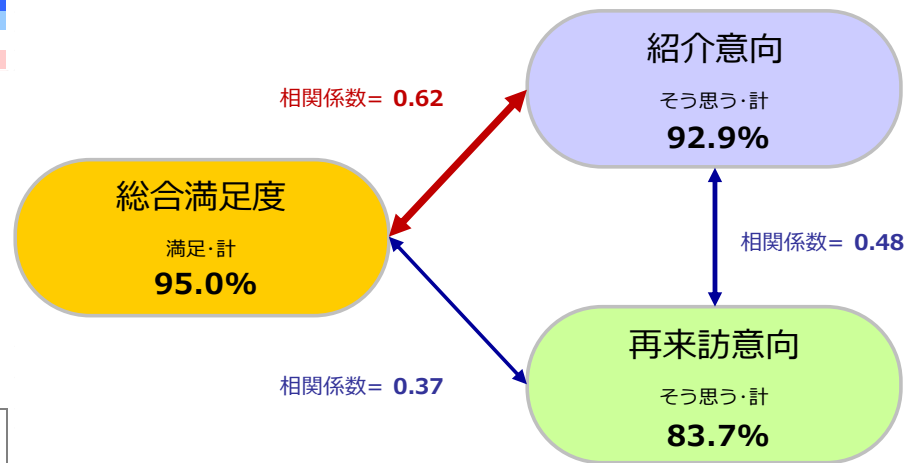 紹介意向
そう思う・計
92.9%
相関係数= 0.62
総合満足度
満足・計
95.0%
相関係数= 0.48
相関係数= 0.37
再来訪意向
そう思う・計
83.7%